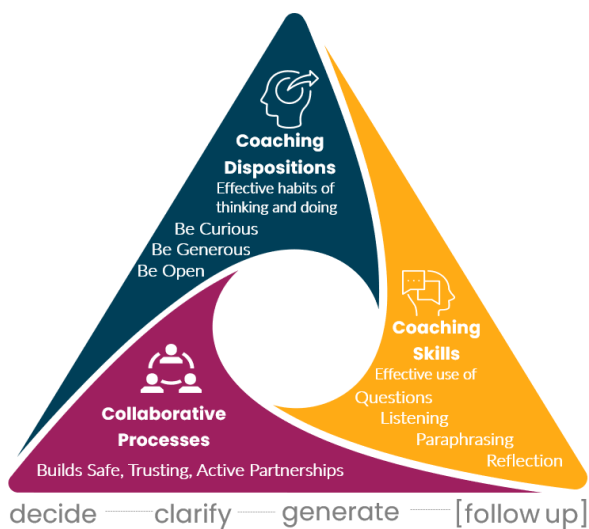 Coaching
Dispositions
Effective habits of
thinking and doing
Be Curious
Be Generous
Be Open
Coaching
Skills
Effective use of
Questions
Listening
Paraphrasing
Reflection
Collaborative
Processes
Builds Safe, Trusting, Active Partnerships
decide clarify generate [follow up]